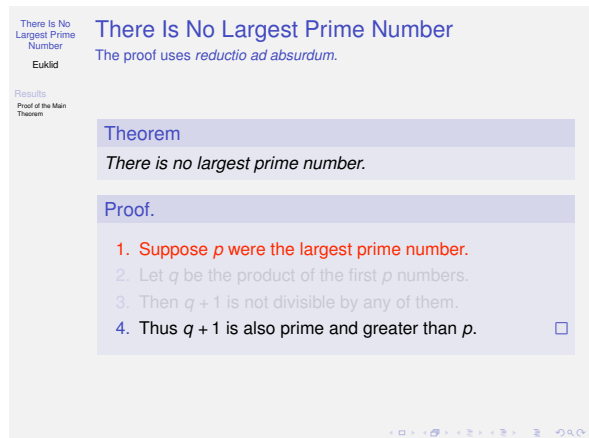 There Is No
Largest Prime
Number
Euklid
Results
Proof of the Main
Theorem
There Is No Largest Prime Number
The proof uses reductio ad absurdum.
Theorem
There is no largest prime number.
Proof.
1. Suppose p were the largest prime number.
2. Let q be the product of the first p numbers.
3. Then q + 1 is not divisible by any of them.
4. Thus q + 1 is also prime and greater than p. □